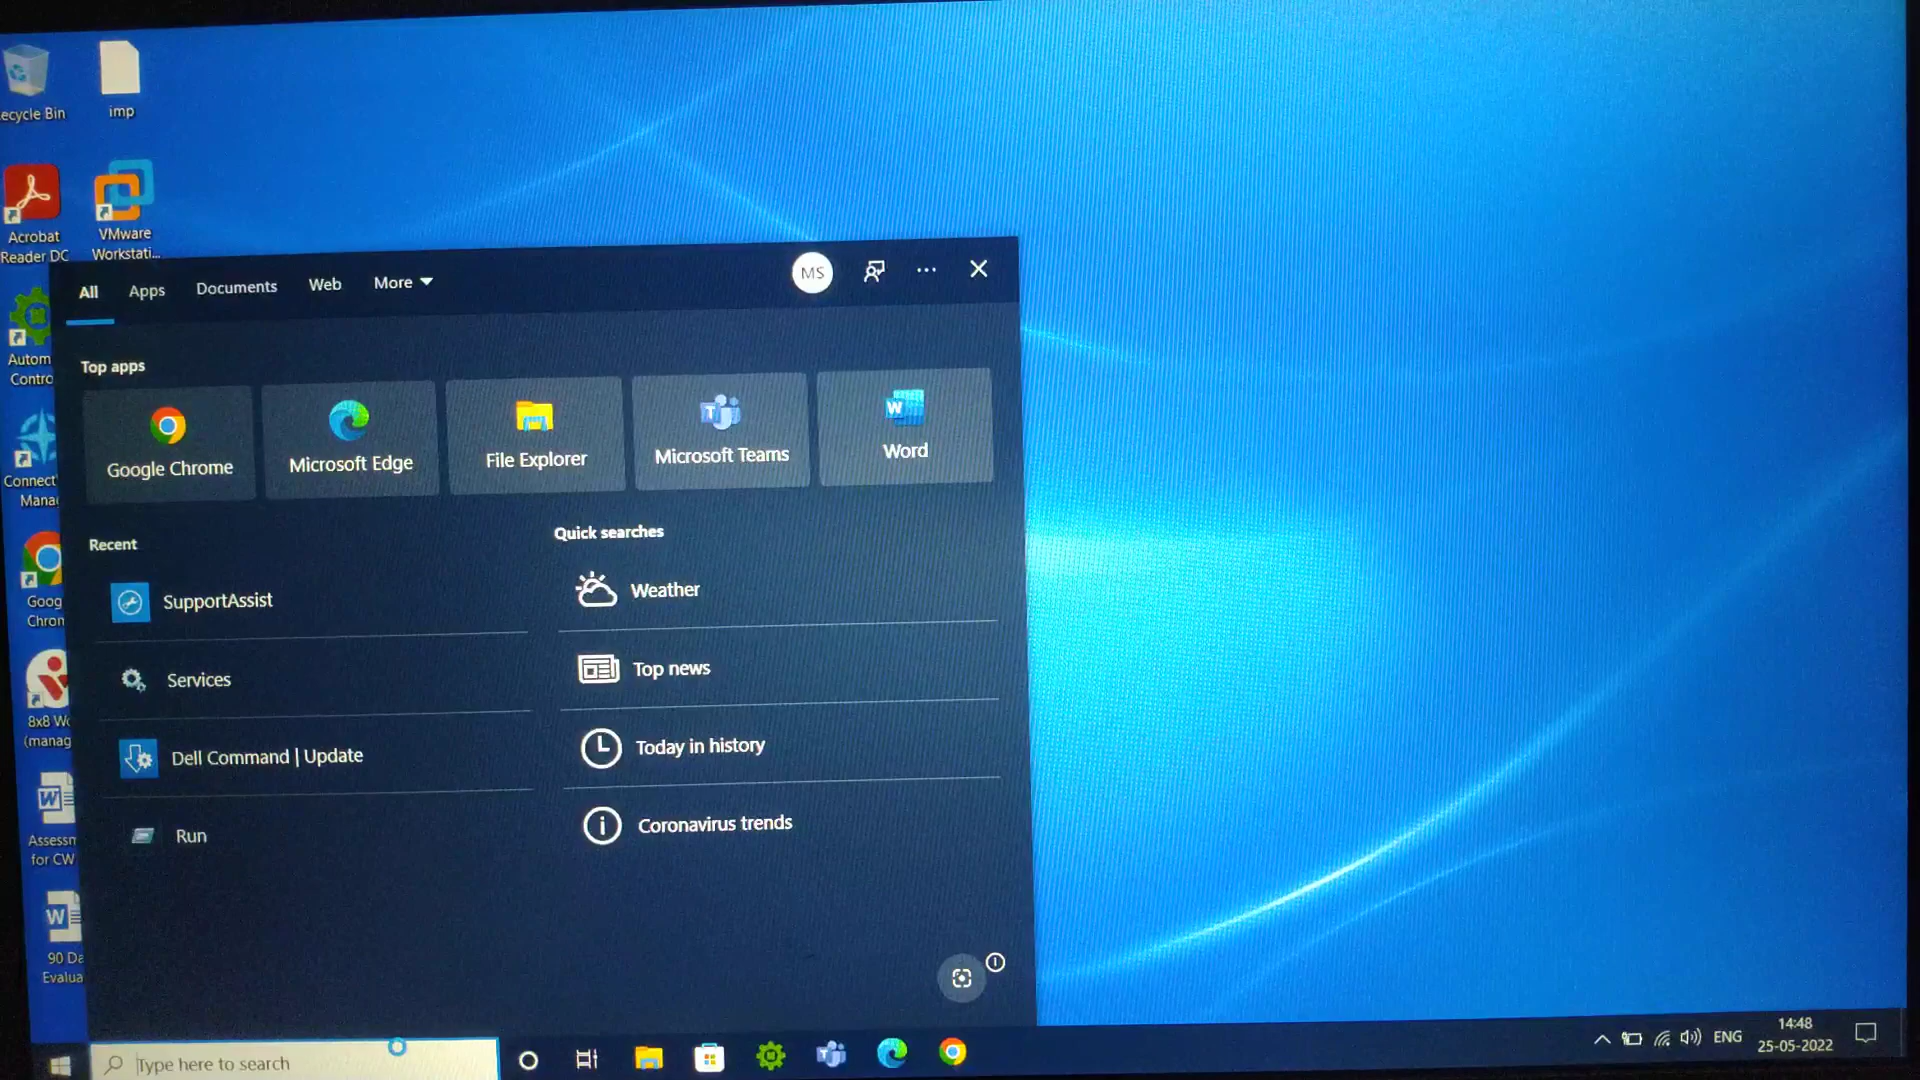 ecycle Bin
imp
Acrobat
Reader DC
VMware
Workstati...
Autom
Contro
Connect
Mana
Goog
Chron
8x8 Wo
(manag
Assessn
for CW
90 Da
Evalua
All
Apps
Documents
Web
More
MS
Top apps
Google Chrome
Microsoft Edge
File Explorer
Microsoft Teams
Word
Recent
SupportAssist
Services
Dell Command | Update
Run
Quick searches
Weather
Top news
Today in history
Coronavirus trends
Type here to search
ENG
14:48
25-05-2022